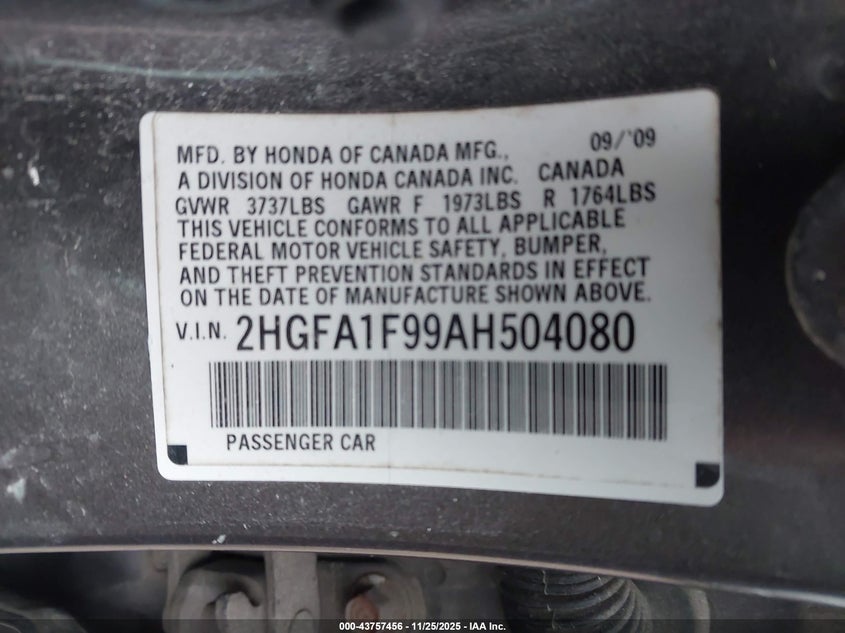 09/'09
MFD. BY HONDA OF CANADA MFG.,
A DIVISION OF HONDA CANADA INC. CANADA
GVWR 3737LBS GAWR F 1973LBS R 1764LBS
THIS VEHICLE CONFORMS TO ALL APPLICABLE
FEDERAL MOTOR VEHICLE SAFETY, BUMPER,
AND THEFT PREVENTION STANDARDS IN EFFECT
ON THE DATE OF MANUFACTURE SHOWN ABOVE.
V.I.N. 2HGFA1F99AH504080
PASSENGER CAR
000-43757456 - 11/25/2025 - IAA Inc.